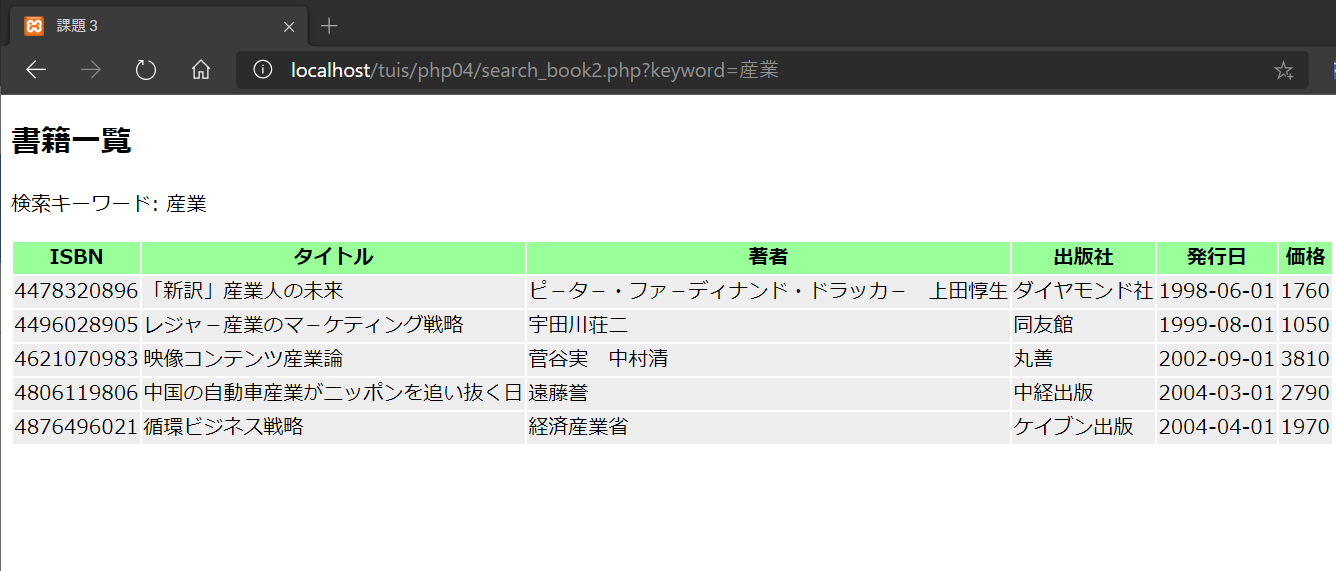 課題３
localhost/tuis/php04/search_book2.php?keyword=産業
書籍一覧
検索キーワード: 産業
ISBN タイトル 著者 出版社 発行日 価格
4478320896 「新訳」産業人の未来 ピ－タ－・ファ－ディナンド・ドラッカ－　上田惇生 ダイヤモンド社 1998-06-01 1760
4496028905 レジャ－産業のマ－ケティング戦略 宇田川荘二 同友館 1999-08-01 1050
4621070983 映像コンテンツ産業論 菅谷実　中村清 丸善 2002-09-01 3810
4806119806 中国の自動車産業がニッポンを追い抜く日 遠藤誉 中経出版 2004-03-01 2790
4876496021 循環ビジネス戦略 経済産業省 ケイブン出版 2004-04-01 1970